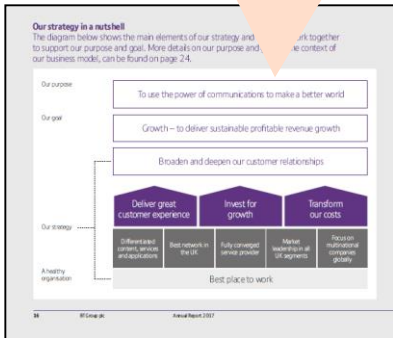 Our strategy in a nutshell
The diagram below shows the main elements of our strategy and work together
to support our purpose and goal. More details on our purpose and the context of
our business model, can be found on page 24.
Our purpose
To use the power of communications to make a better world
Our goal
Growth – to deliver sustainable profitable revenue growth
Broaden and deepen our customer relationships
Our strategy
Deliver great
customer experience
Invest for
growth
Transform
our costs
Differentiated
content, services
and applications
Best network in
the UK
Fully converged
service provider
Market
leadership in all
UK segments
Focus on
multinational
companies
globally
A healthy
organisation
Best place to work
BT Group plc
Annual Report 2017